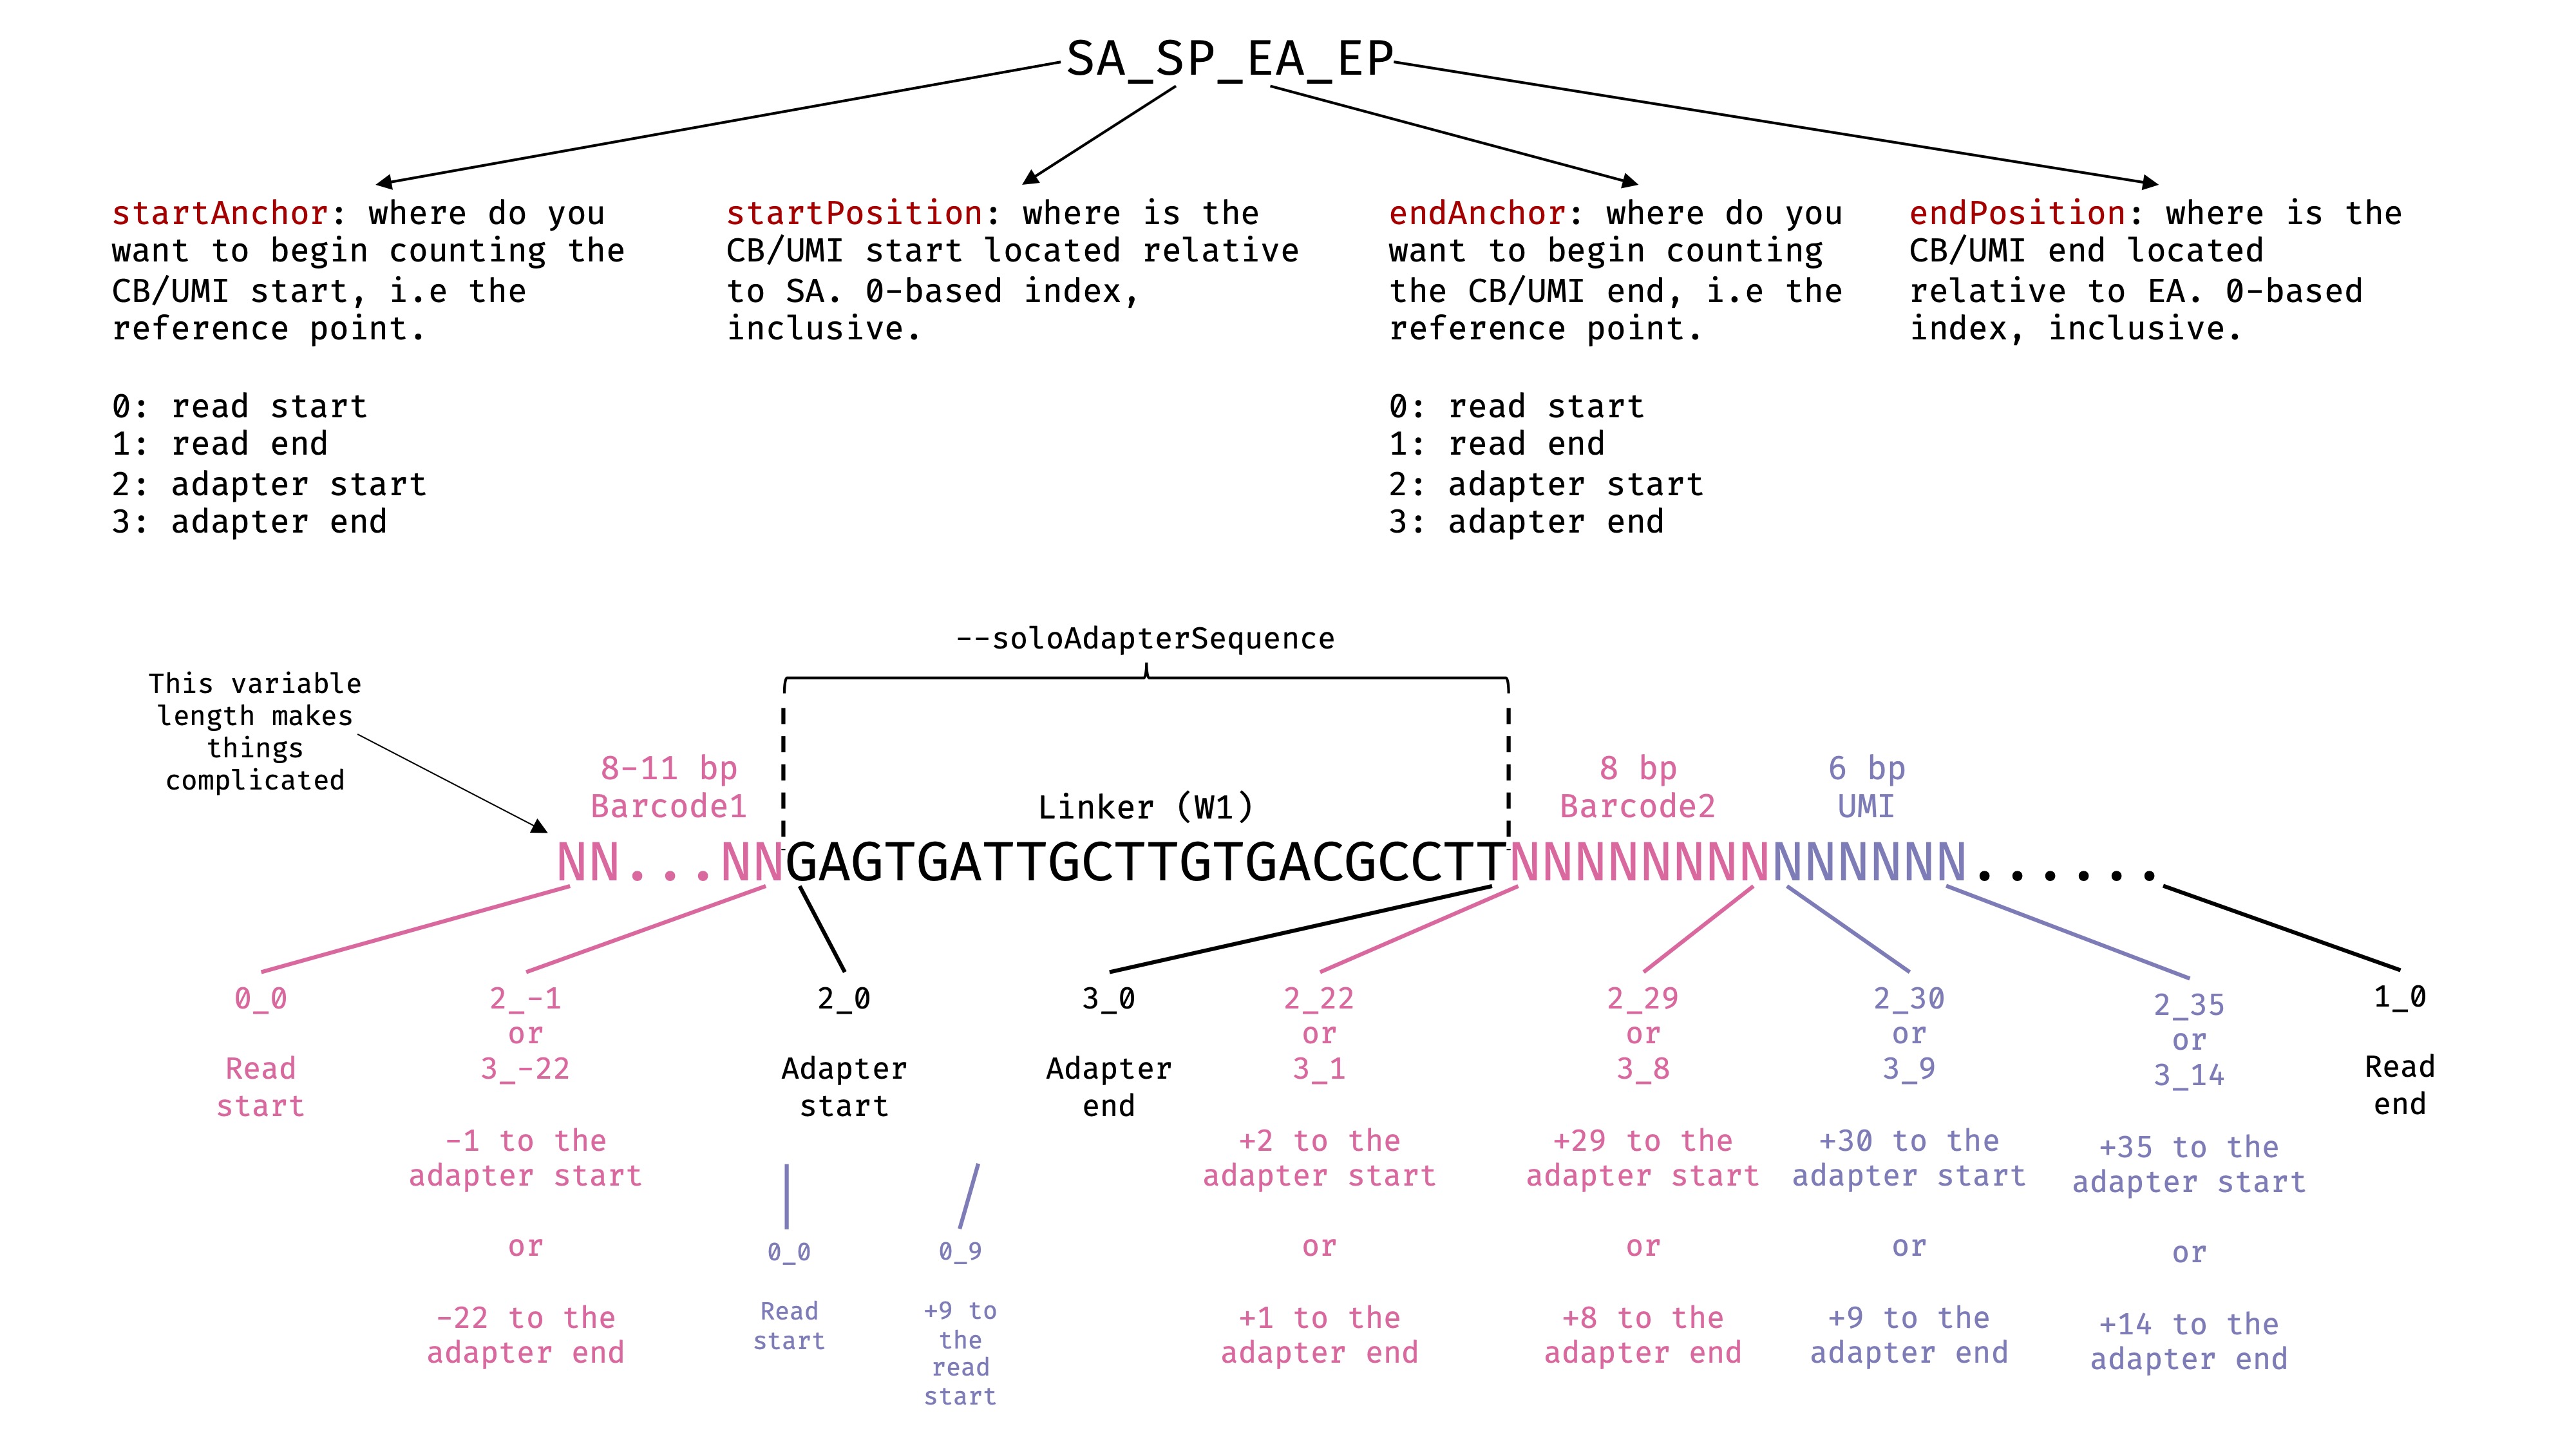 SA_SP_EA_EP
startAnchor: where do you
want to begin counting the
CB/UMI start, i.e the
reference point.
0: read start
1: read end
2: adapter start
3: adapter end
startPosition: where is the
CB/UMI start located relative
to SA. 0-based index,
inclusive.
endAnchor: where do you
want to begin counting
the CB/UMI end, i.e the
reference point.
0: read start
1: read end
2: adapter start
3: adapter end
endPosition: where is the
CB/UMI end located
relative to EA. 0-based
index, inclusive.
--soloAdapterSequence
This variable
length makes
things
complicated
8-11 bp
Barcode1
Linker (W1)
8 bp
Barcode2
6 bp
UMI
NN...NNGAGTGATTGCTTGTGACGCCTTNNNNNNNNNNNNNN......
0_0
Read
start
2_-1
or
3_-22
-1 to the
adapter start
or
-22 to the
adapter end
2_0
Adapter
start
0_0
Read
start
0_9
+9 to
the
read
start
3_0
Adapter
end
2_22
or
3_1
+2 to the
adapter start
or
+1 to the
adapter end
2_29
or
3_8
+29 to the
adapter start
or
+8 to the
adapter end
2_30
or
3_9
+30 to the
adapter start
or
+9 to the
adapter end
2_35
or
3_14
+35 to the
adapter start
or
+14 to the
adapter end
1_0
Read
end